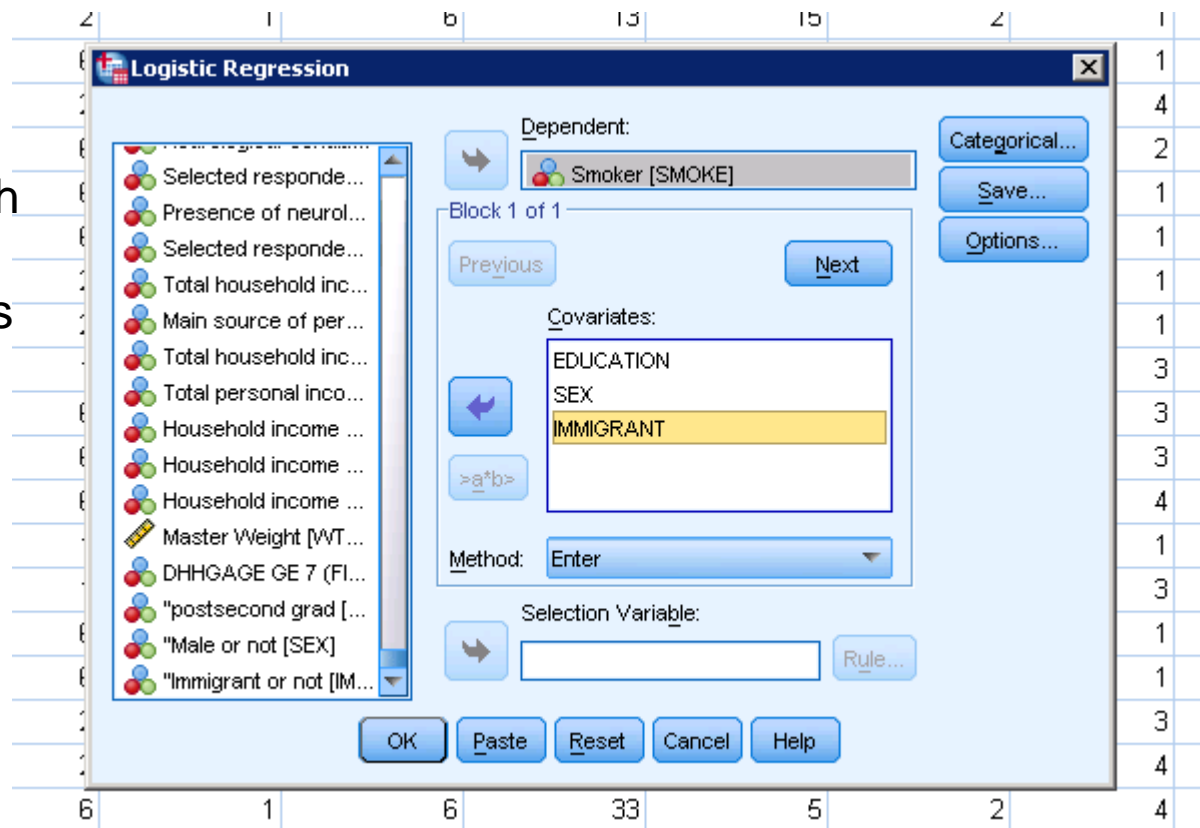 2 1 6 13 15 2 1
Logistic Regression
1
4
2
1
1
1
1
3
3
3
4
1
3
1
1
3
4
h
s
Selected responde...
Presence of neurol...
Selected responde...
Total household inc...
Main source of per...
Total household inc...
Total personal inco...
Household income ...
Household income ...
Household income ...
Master Weight [WT...
DHHGAGE GE 7 (FI...
"postsecond grad [...
"Male or not [SEX]
"Immigrant or not [IM...
Dependent:
Smoker [SMOKE]
Block 1 of 1
Previous
Next
Covariates:
EDUCATION
SEX
IMMIGRANT
>a*b>
Method: Enter
Selection Variable:
Rule...
Categorical...
Save...
Options...
OK Paste Reset Cancel Help
6 1 6 33 5 2 4